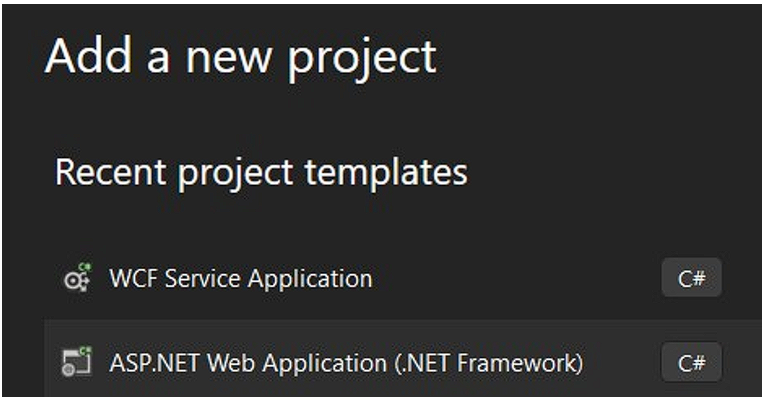 Add a new project
Recent project templates
WCF Service Application C#
ASP.NET Web Application (.NET Framework) C#